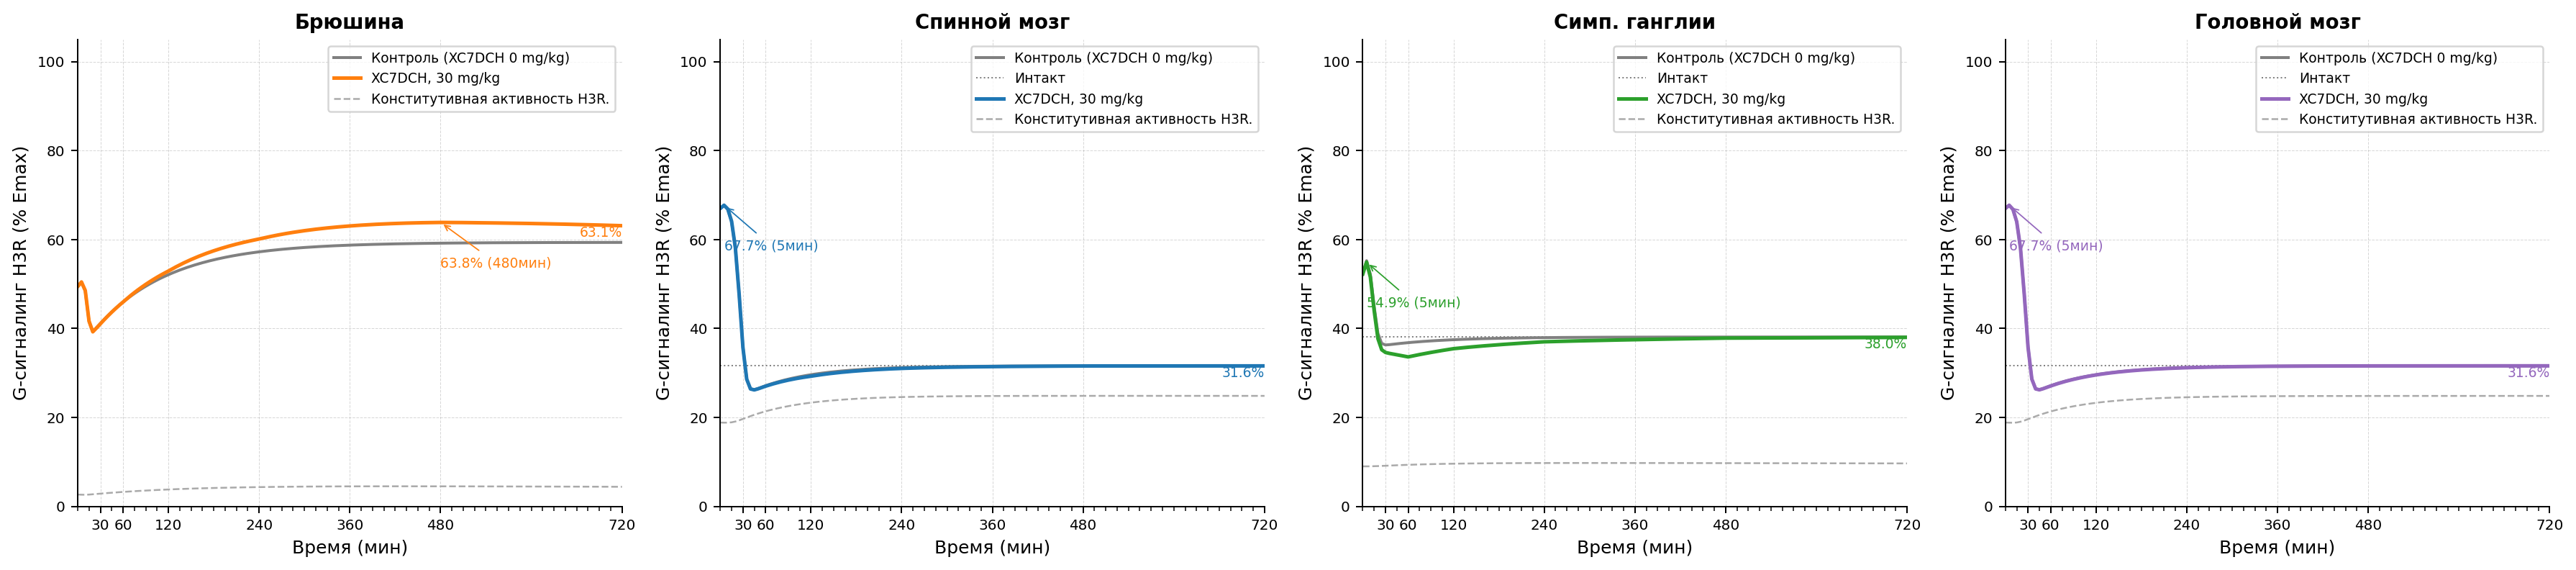 Брюшина
G-сигналинг H3R (% Emax)
100
80
60
40
20
0
Контроль (XC7DCH 0 mg/kg)
XC7DCH, 30 mg/kg
Конститутивная активность H3R.
63.1%
63.8% (480мин)
30 60 120 240 360 480 720
Время (мин)
Спинной мозг
G-сигналинг H3R (% Emax)
100
80
60
40
20
0
Контроль (XC7DCH 0 mg/kg)
Интакт
XC7DCH, 30 mg/kg
Конститутивная активность H3R.
67.7% (5мин)
31.6%
30 60 120 240 360 480 720
Время (мин)
Симп. ганглии
G-сигналинг H3R (% Emax)
100
80
60
40
20
0
Контроль (XC7DCH 0 mg/kg)
Интакт
XC7DCH, 30 mg/kg
Конститутивная активность H3R.
54.9% (5мин)
38.0%
30 60 120 240 360 480 720
Время (мин)
Головной мозг
G-сигналинг H3R (% Emax)
100
80
60
40
20
0
Контроль (XC7DCH 0 mg/kg)
Интакт
XC7DCH, 30 mg/kg
Конститутивная активность H3R.
67.7% (5мин)
31.6%
30 60 120 240 360 480 720
Время (мин)